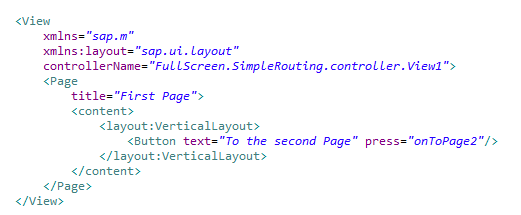 <View
xmlns="sap.m"
xmlns:layout="sap.ui.layout"
controllerName="FullScreen.SimpleRouting.controller.View1">
<Page
title="First Page">
<content>
<layout:VerticalLayout>
<Button text="To the second Page" press="onToPage2"/>
</layout:VerticalLayout>
</content>
</Page>
</View>